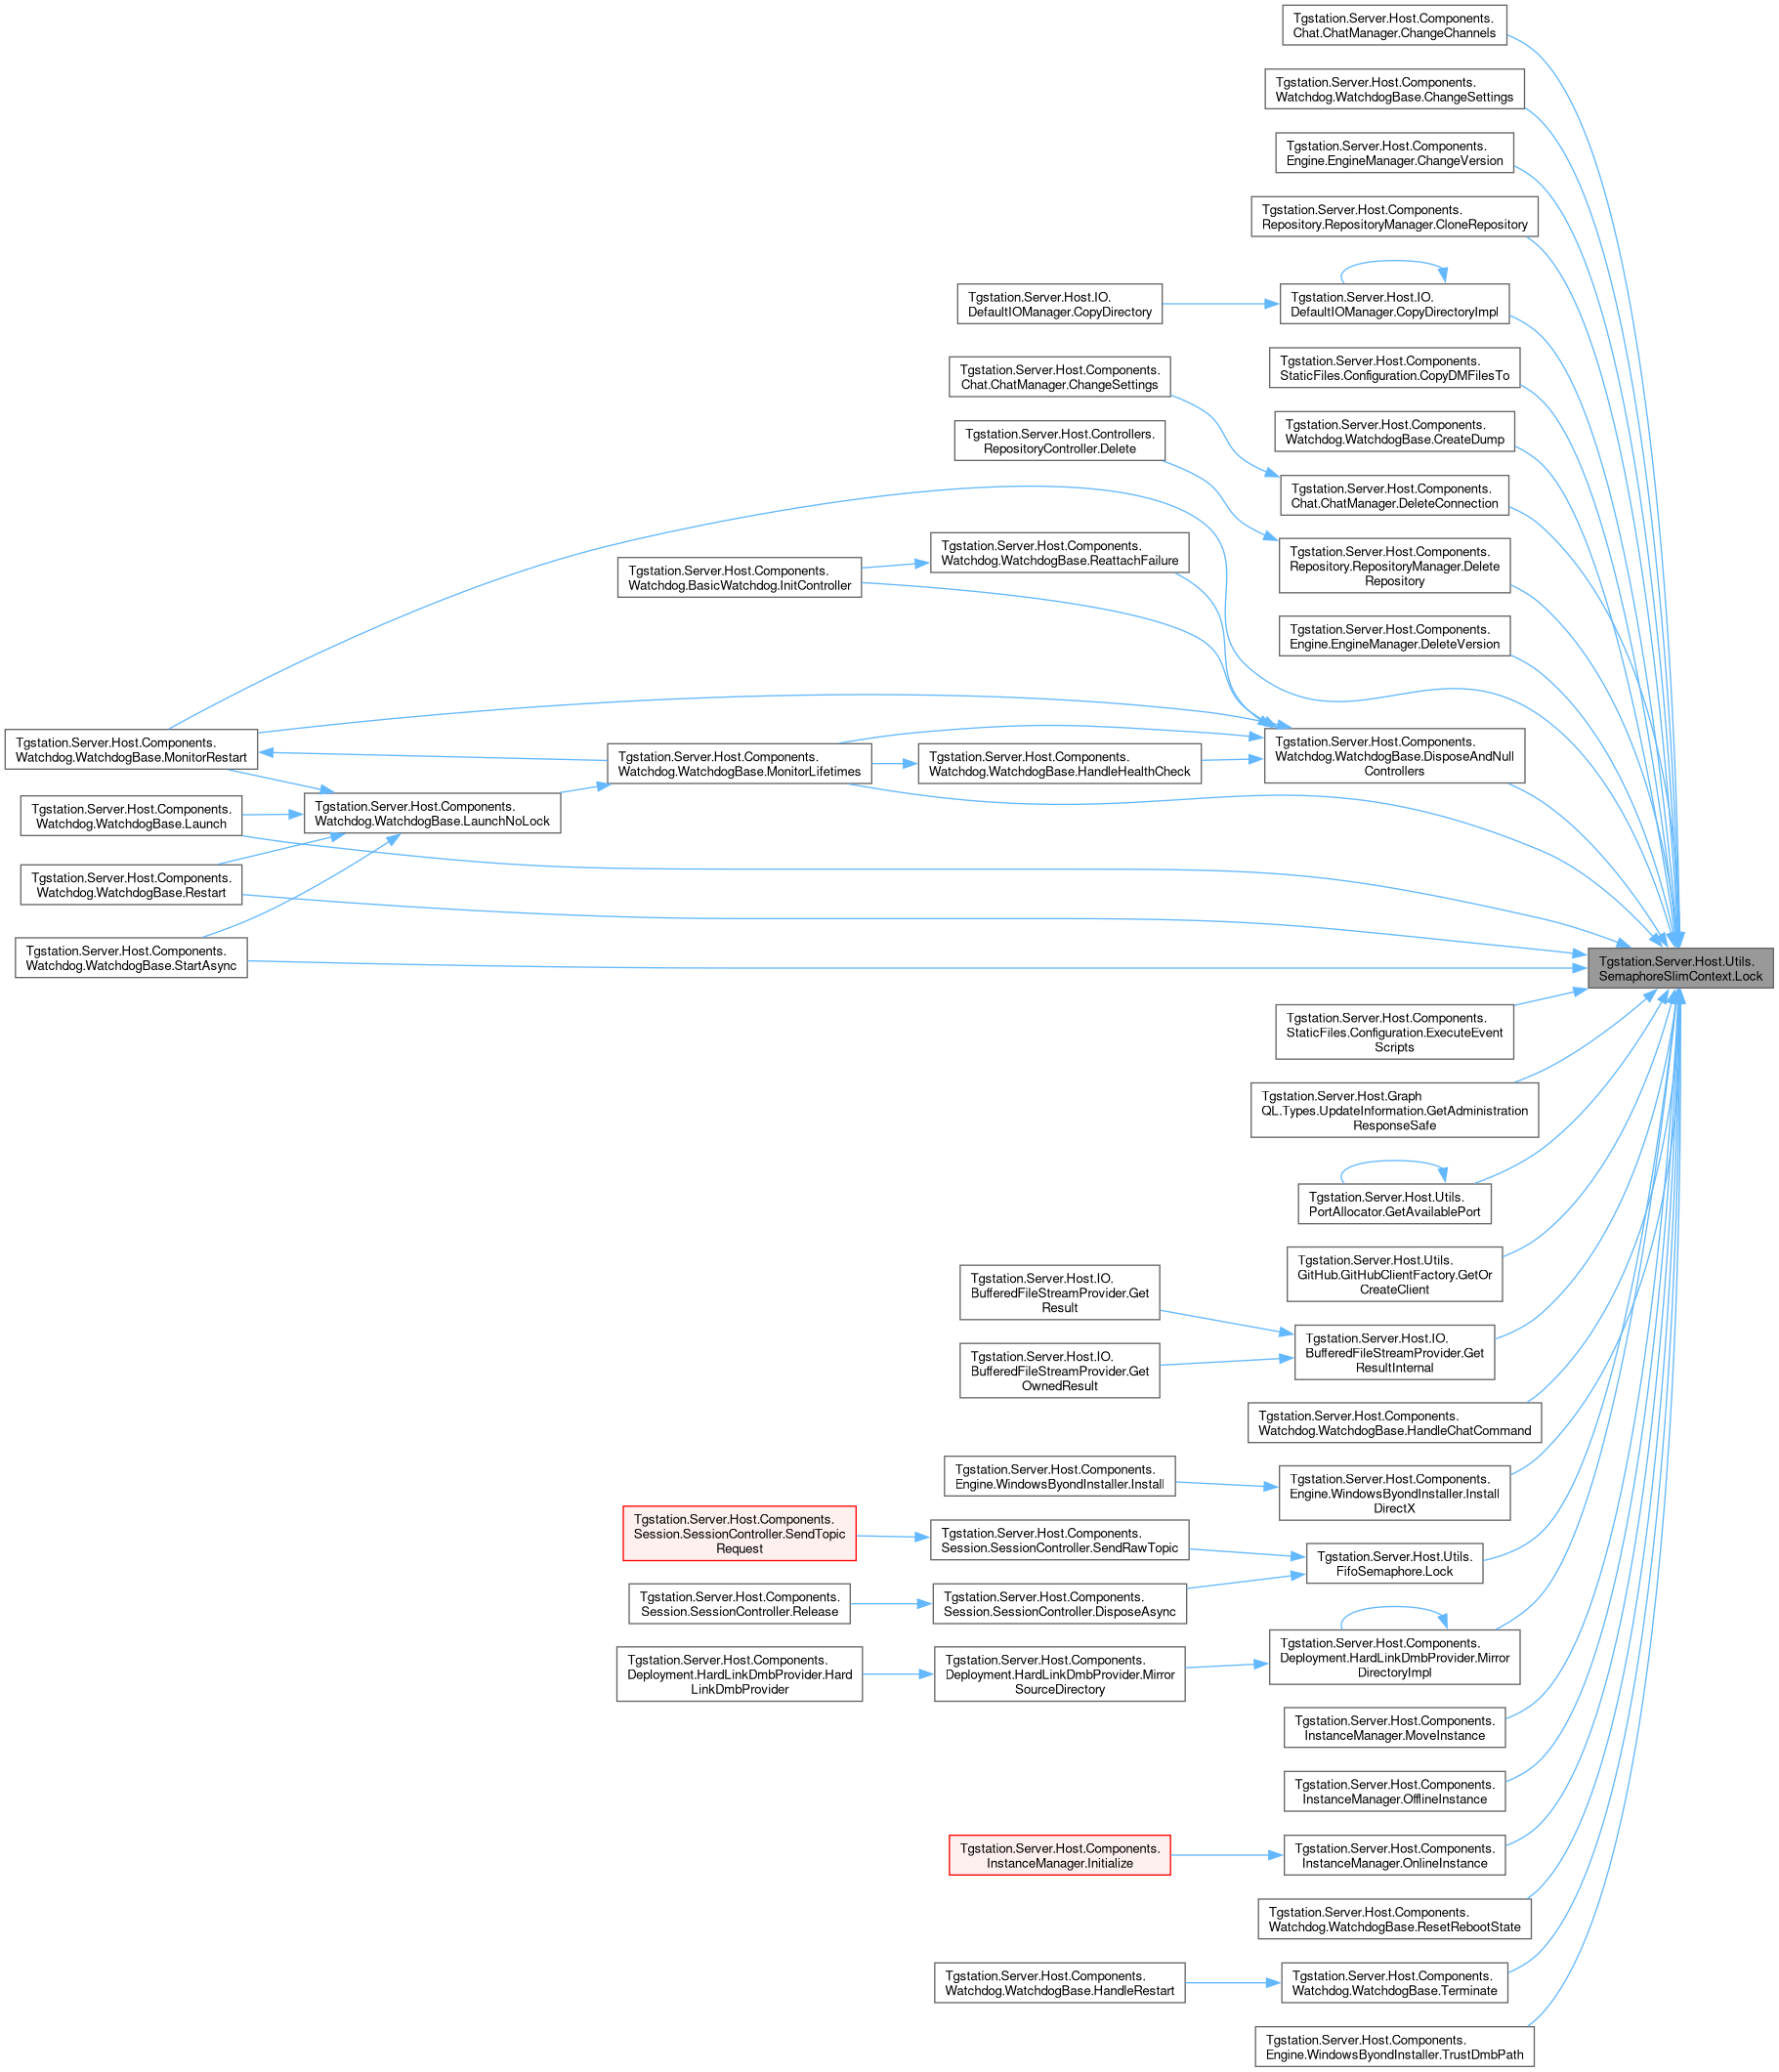 Tgstation.Server.Host.Components.
Chat.ChatManager.ChangeChannels
Tgstation.Server.Host.Components.
Watchdog.WatchdogBase.ChangeSettings
Tgstation.Server.Host.Components.
Engine.EngineManager.ChangeVersion
Tgstation.Server.Host.Components.
Repository.RepositoryManager.CloneRepository
Tgstation.Server.Host.IO.
DefaultIOManager.CopyDirectory
Tgstation.Server.Host.IO.
DefaultIOManager.CopyDirectoryImpl
Tgstation.Server.Host.Components.
StaticFiles.Configuration.CopyDMFilesTo
Tgstation.Server.Host.Components.
Chat.ChatManager.ChangeSettings
Tgstation.Server.Host.Components.
Watchdog.WatchdogBase.CreateDump
Tgstation.Server.Host.Controllers.
RepositoryController.Delete
Tgstation.Server.Host.Components.
Chat.ChatManager.DeleteConnection
Tgstation.Server.Host.Components.
Watchdog.WatchdogBase.ReattachFailure
Tgstation.Server.Host.Components.
Repository.RepositoryManager.Delete
Repository
Tgstation.Server.Host.Components.
Watchdog.BasicWatchdog.InitController
Tgstation.Server.Host.Components.
Engine.EngineManager.DeleteVersion
Tgstation.Server.Host.Components.
Watchdog.WatchdogBase.MonitorRestart
Tgstation.Server.Host.Components.
Watchdog.WatchdogBase.MonitorLifetimes
Tgstation.Server.Host.Components.
Watchdog.WatchdogBase.HandleHealthCheck
Tgstation.Server.Host.Components.
Watchdog.WatchdogBase.DisposeAndNull
Controllers
Tgstation.Server.Host.Components.
Watchdog.WatchdogBase.Launch
Tgstation.Server.Host.Components.
Watchdog.WatchdogBase.LaunchNoLock
Tgstation.Server.Host.Components.
Watchdog.WatchdogBase.Restart
Tgstation.Server.Host.Components.
Watchdog.WatchdogBase.StartAsync
Tgstation.Server.Host.Utils.
SemaphoreSlimContext.Lock
Tgstation.Server.Host.Components.
StaticFiles.Configuration.ExecuteEvent
Scripts
Tgstation.Server.Host.Graph
QL.Types.UpdateInformation.GetAdministration
ResponseSafe
Tgstation.Server.Host.Utils.
PortAllocator.GetAvailablePort
Tgstation.Server.Host.Utils.
GitHub.GitHubClientFactory.GetOr
CreateClient
Tgstation.Server.Host.IO.
BufferedFileStreamProvider.Get
Result
Tgstation.Server.Host.IO.
BufferedFileStreamProvider.Get
ResultInternal
Tgstation.Server.Host.IO.
BufferedFileStreamProvider.Get
OwnedResult
Tgstation.Server.Host.Components.
Watchdog.WatchdogBase.HandleChatCommand
Tgstation.Server.Host.Components.
Engine.WindowsByondInstaller.Install
Tgstation.Server.Host.Components.
Engine.WindowsByondInstaller.Install
DirectX
Tgstation.Server.Host.Components.
Session.SessionController.SendTopic
Request
Tgstation.Server.Host.Components.
Session.SessionController.SendRawTopic
Tgstation.Server.Host.Utils.
FifoSemaphore.Lock
Tgstation.Server.Host.Components.
Session.SessionController.Release
Tgstation.Server.Host.Components.
Session.SessionController.DisposeAsync
Tgstation.Server.Host.Components.
Deployment.HardLinkDmbProvider.Hard
LinkDmbProvider
Tgstation.Server.Host.Components.
Deployment.HardLinkDmbProvider.Mirror
SourceDirectory
Tgstation.Server.Host.Components.
Deployment.HardLinkDmbProvider.Mirror
DirectoryImpl
Tgstation.Server.Host.Components.
InstanceManager.MoveInstance
Tgstation.Server.Host.Components.
InstanceManager.OfflineInstance
Tgstation.Server.Host.Components.
InstanceManager.Initialize
Tgstation.Server.Host.Components.
InstanceManager.OnlineInstance
Tgstation.Server.Host.Components.
Watchdog.WatchdogBase.ResetRebootState
Tgstation.Server.Host.Components.
Watchdog.WatchdogBase.HandleRestart
Tgstation.Server.Host.Components.
Watchdog.WatchdogBase.Terminate
Tgstation.Server.Host.Components.
Engine.WindowsByondInstaller.TrustDmbPath